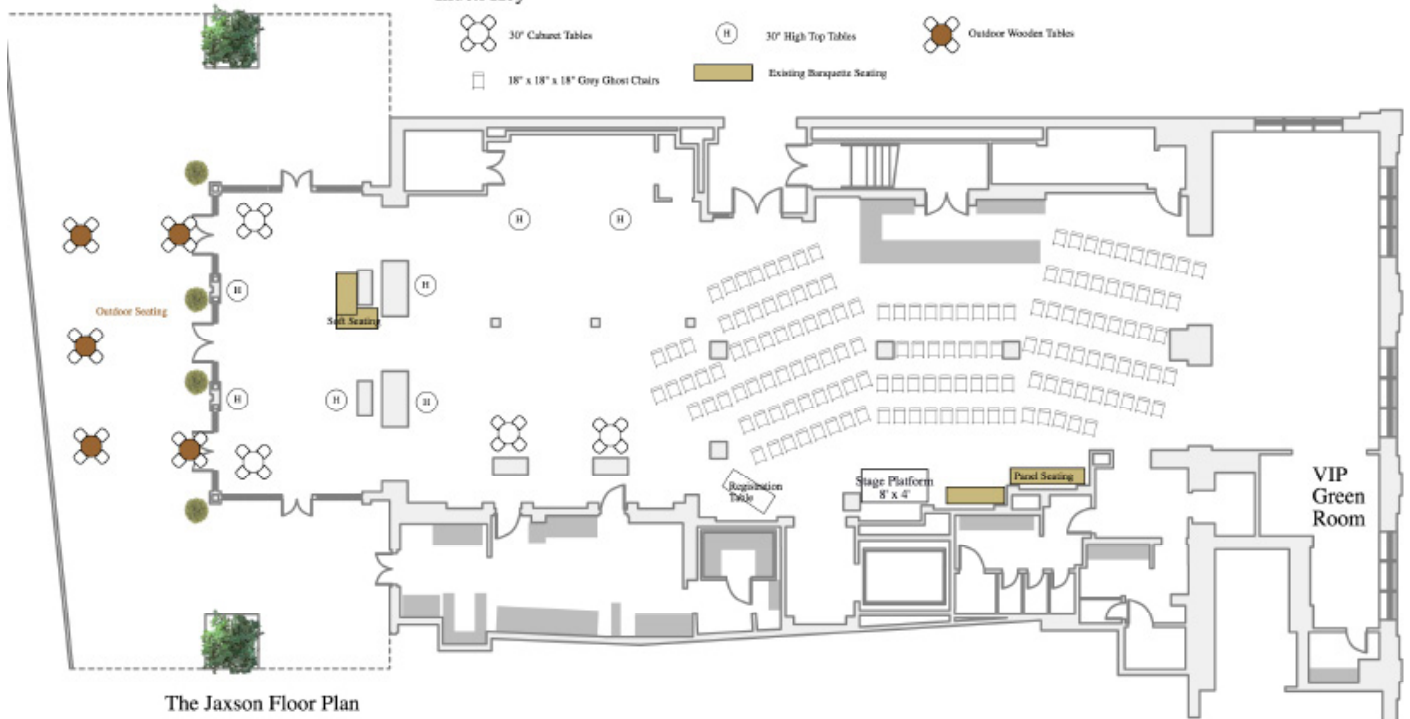 30" Cabaret Tables
H
30" High Top Tables
Outdoor Wooden Tables
18" x 18" x 18" Grey Ghost Chairs
Existing Banquette Seating
H
H
H
H
Outdoor Seating
Soft Seating
H
H
H
Registration
Table
Stage Platform
8' x 4'
Panel Seating
VIP
Green
Room
The Jaxson Floor Plan